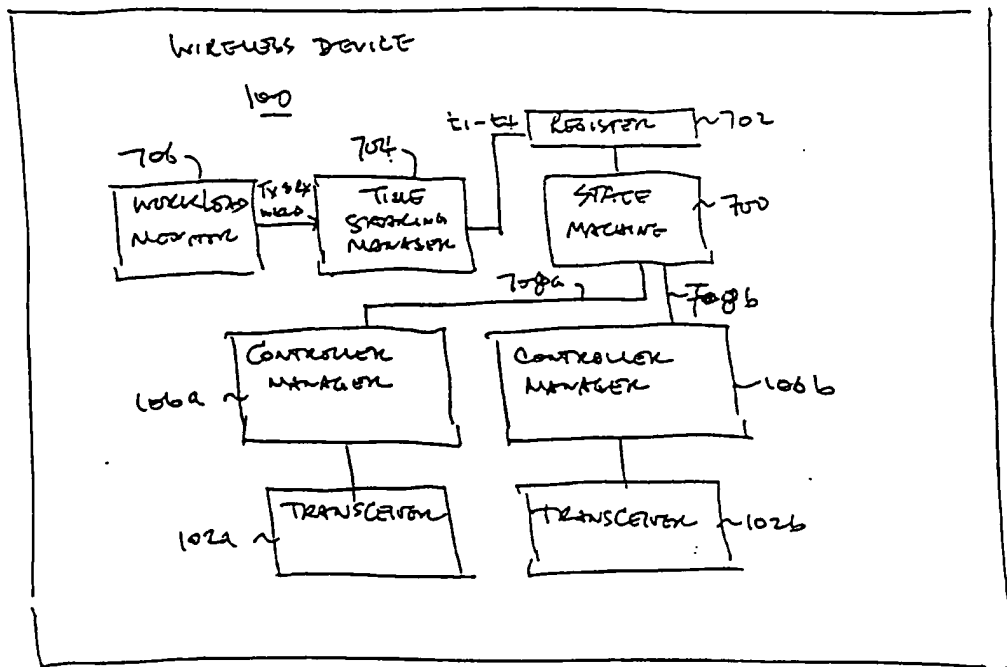 WIRELESS DEVICE
100
706
WORKLOAD
MONITOR
TX & RX
704
TIME
SHARING
MANAGER
t1-t4
REGISTER
702
STATE
MACHINE
700
708a
708b
CONTROLLER
MANAGER
106a
CONTROLLER
MANAGER
106b
TRANSCEIVER
102a
TRANSCEIVER
102b